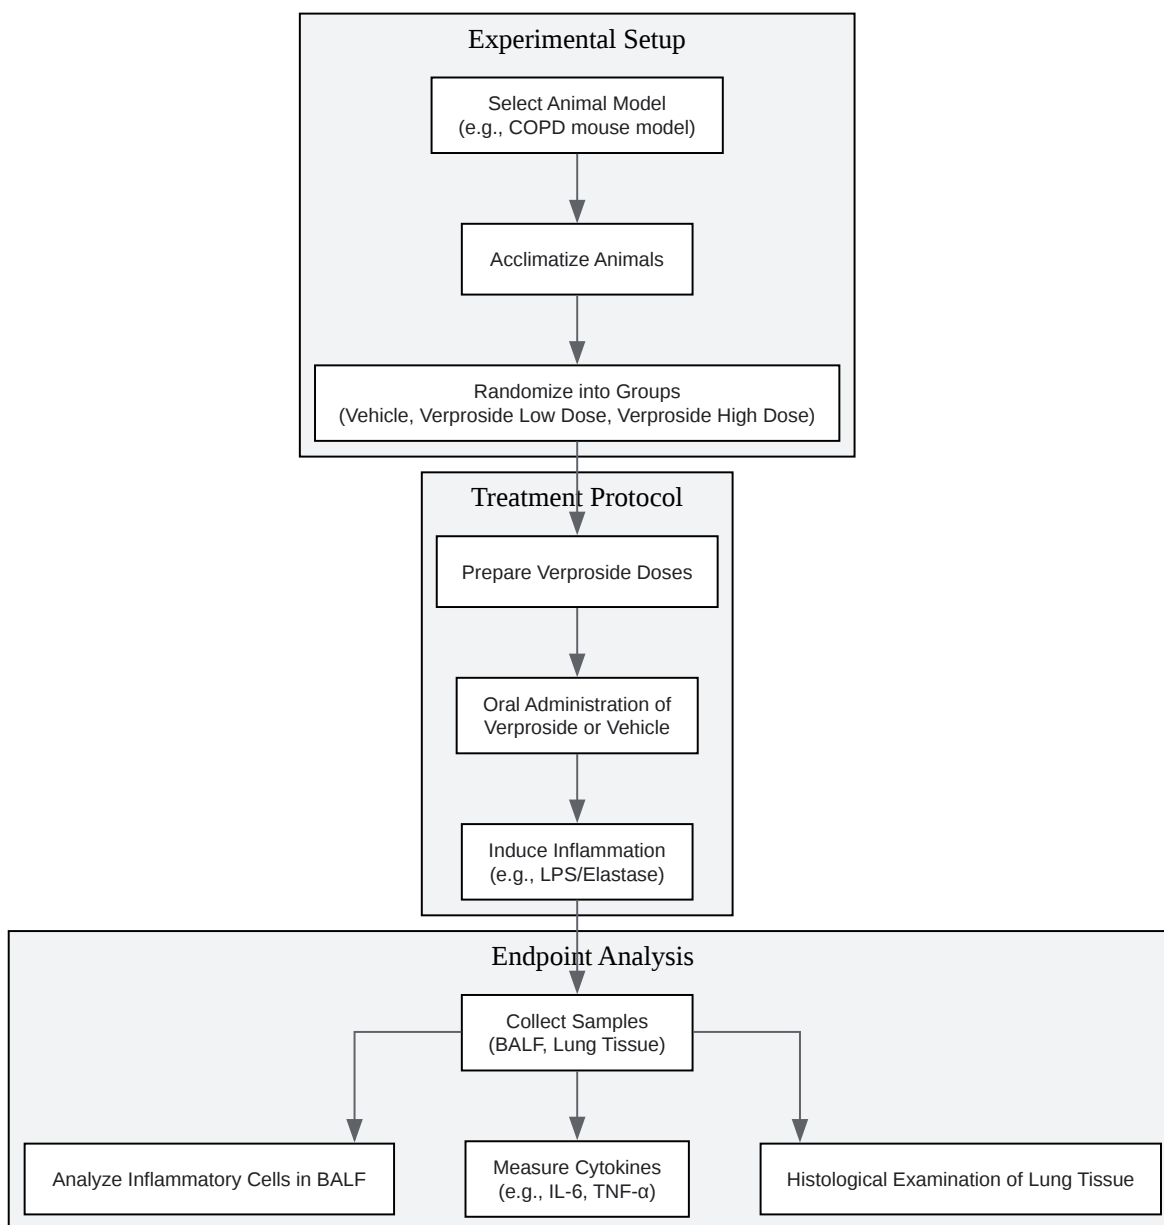 Experimental Setup
Select Animal Model
(e.g., COPD mouse model)
Acclimatize Animals
Randomize into Groups
(Vehicle, Verproside Low Dose, Verproside High Dose)
Treatment Protocol
Prepare Verproside Doses
Oral Administration of
Verproside or Vehicle
Induce Inflammation
(e.g., LPS/Elastase)
Endpoint Analysis
Collect Samples
(BALF, Lung Tissue)
Analyze Inflammatory Cells in BALF
Measure Cytokines
(e.g., IL-6, TNF-α)
Histological Examination of Lung Tissue